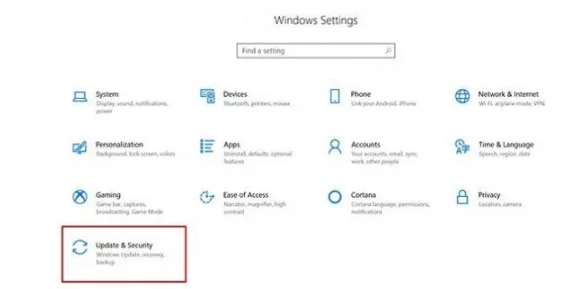 Windows Settings
Find a setting
System
Display, sound, notifications,
power
Devices
Bluetooth, printers, mouse
Phone
Link your Android, iPhone
Network & Internet
Wi-Fi, airplane mode, VPN
Personalization
Background, lock screen, colors
Apps
Uninstall, defaults, optional
features
Accounts
Your accounts, email, sync,
work, other people
Time & Language
Speech, region, date
Gaming
Game bar, captures,
broadcasting, Game Mode
Ease of Access
Narrator, magnifier, high
contrast
Cortana
Cortana language, permissions,
notifications
Privacy
Location, camera
Update & Security
Windows Update, recovery,
backup